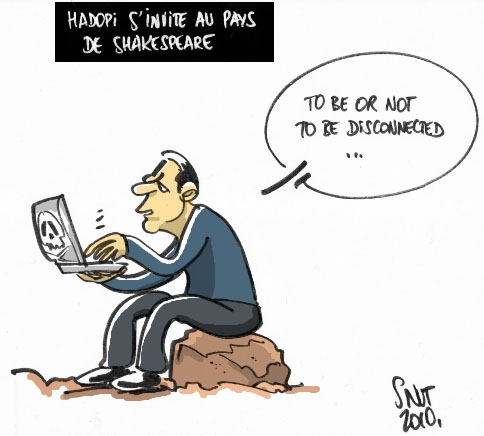 HADOPI S'INVITE AU PAYS
DE SHAKESPEARE
TO BE OR NOT
TO BE DISCONNECTED
...
SNUT
2010.